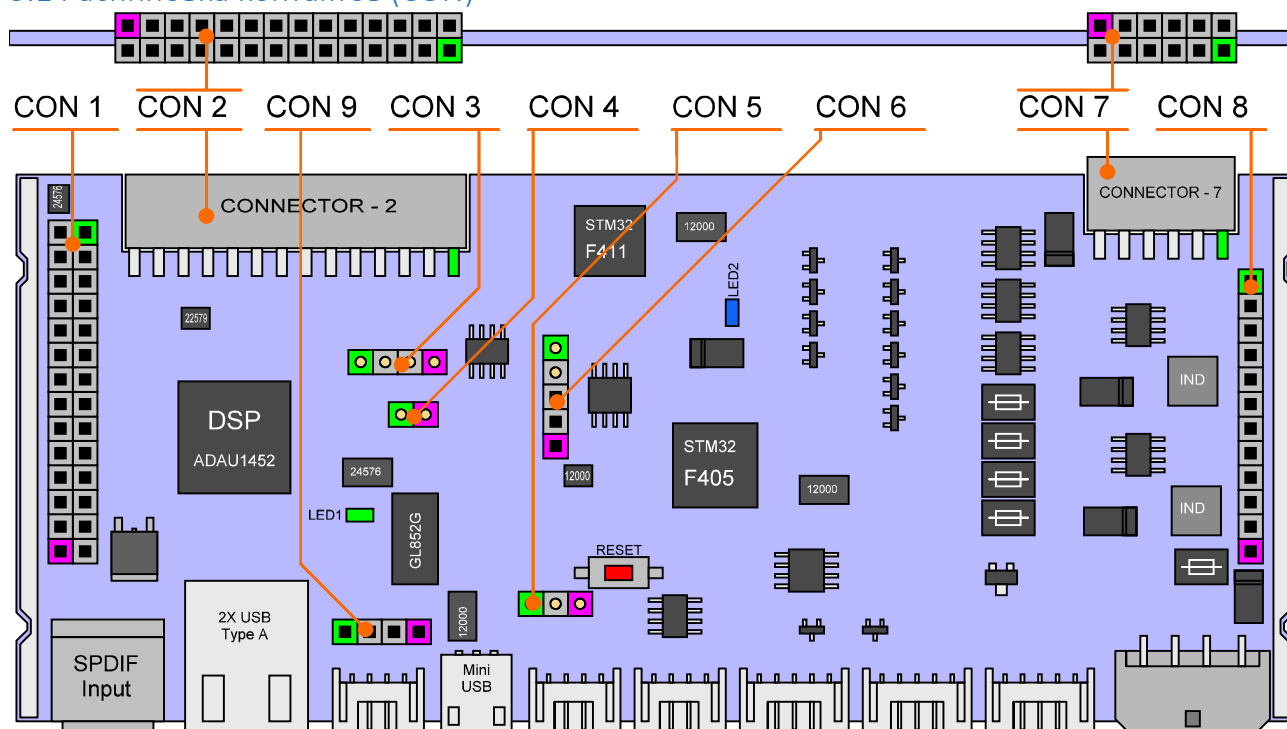 CON 1 CON 2 CON 9 CON 3 CON 4 CON 5 CON 6 CON 7 CON 8
24576
CONNECTOR - 2
STM32
F411
12000
CONNECTOR - 7
LED2
22579
DSP
ADAU1452
IND
STM32
F405
24576
12000
12000
LED1
GL852G
IND
RESET
2X USB
Type A
12000
SPDIF
Input
Mini
USB